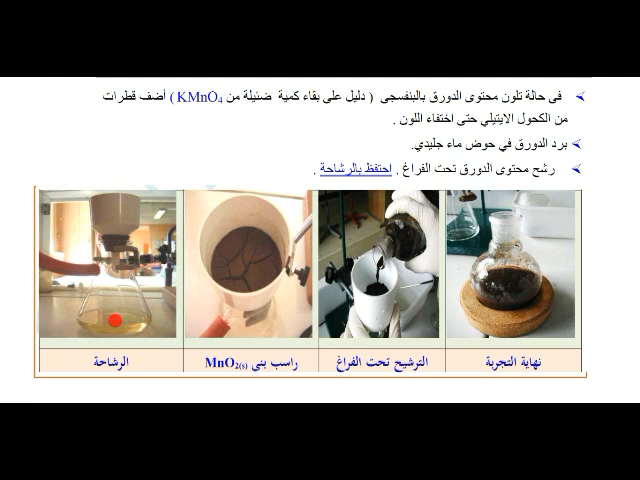 في حالة تلون محتوى الدورق بالبنفسجى ( دليل على بقاء كمية ضئيلة من KMnO4 ) أضف قطرات
من الكحول الايتيلي حتى اختفاء اللون .
برد الدورق في حوض ماء جليدي.
رشح محتوى الدورق تحت الفراغ . احتفظ بالرشاحة .
نهاية التجربة
الترشيح تحت الفراغ
راسب بني MnO2(s)
الرشاحة